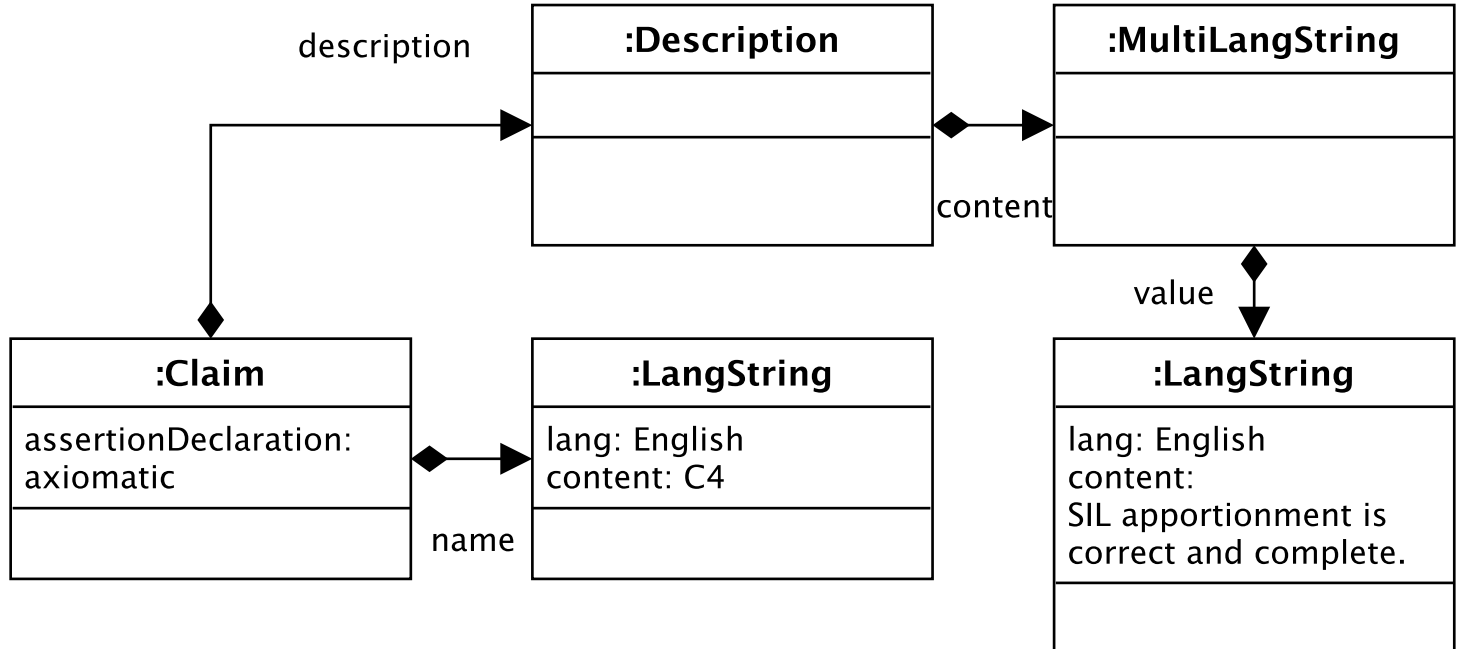 description
:Description
:MultiLangString
content
value
:Claim
assertionDeclaration:
axiomatic
name
:LangString
lang: English
content: C4
:LangString
lang: English
content:
SIL apportionment is
correct and complete.